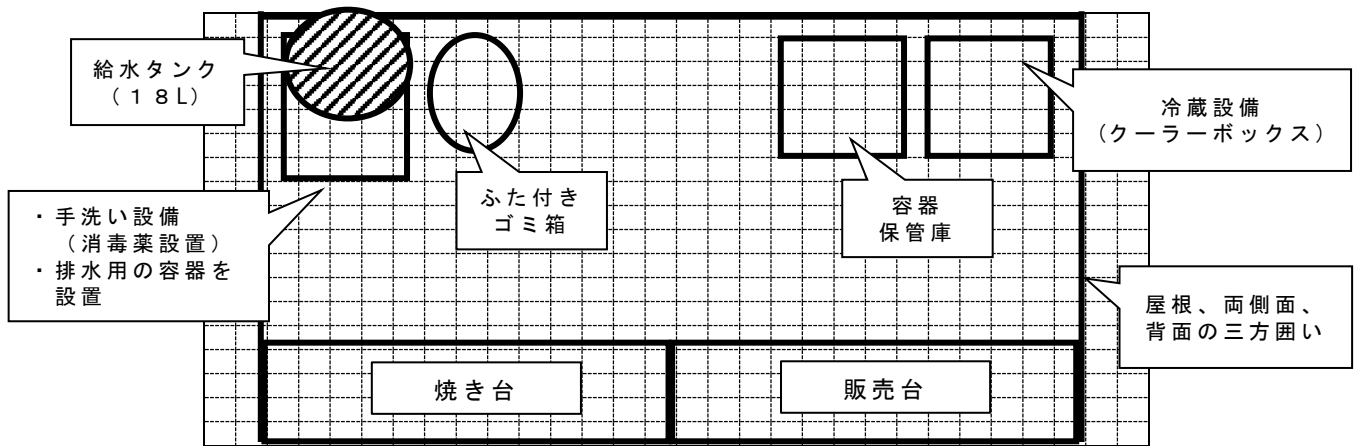 給水タンク
(18L)
・手洗い設備
(消毒薬設置)
・排水用の容器を
設置
ふた付き
ゴミ箱
容器
保管庫
冷蔵設備
(クーラーボックス)
屋根、両側面、
背面の三方囲い
焼き台
販売台